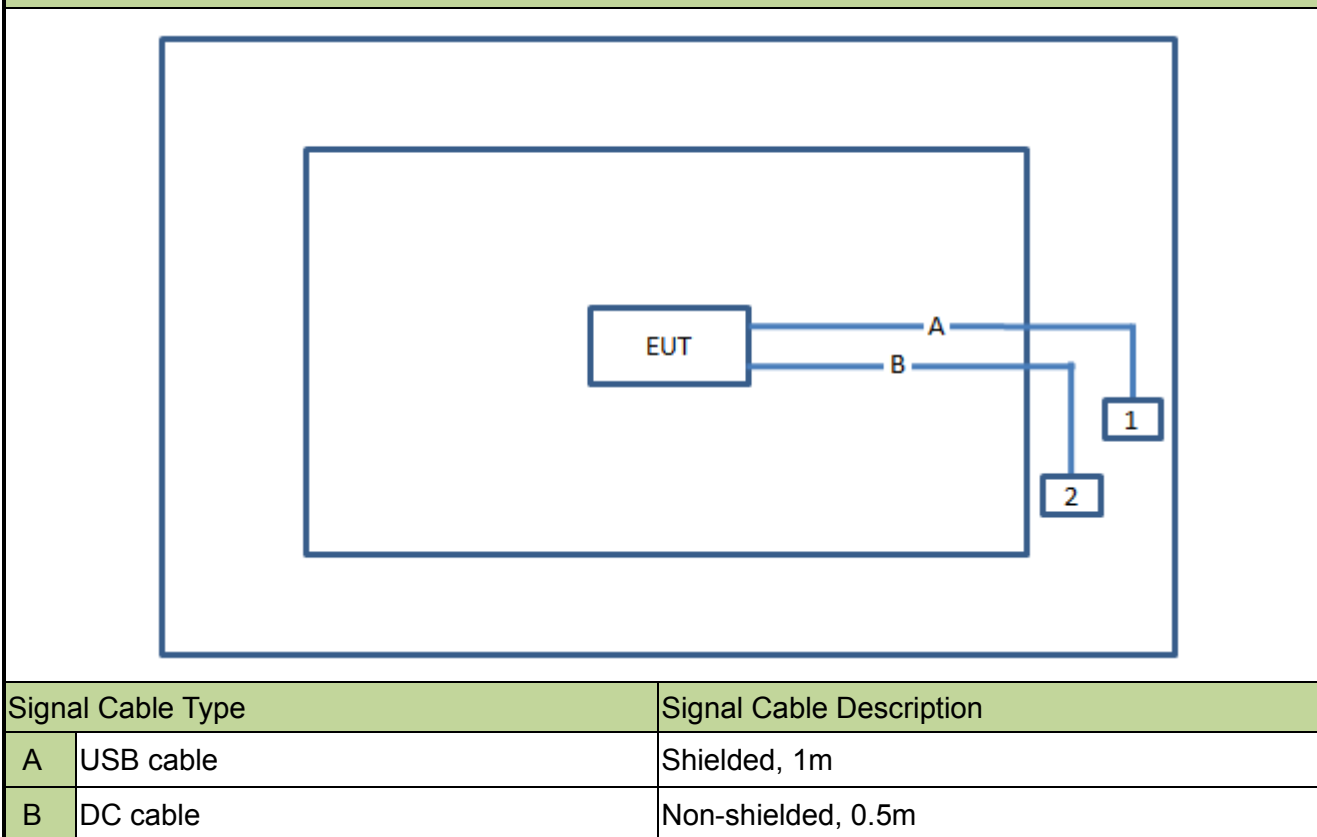 EUT
A
B
1
2
Signal Cable Type Signal Cable Description
A USB cable Shielded, 1m
B DC cable Non-shielded, 0.5m